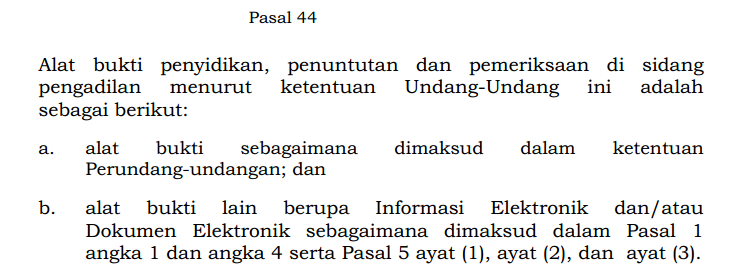 Pasal 44
Alat bukti penyidikan, penuntutan dan pemeriksaan di sidang
pengadilan menurut ketentuan Undang-Undang ini adalah
sebagai berikut:
a. alat bukti sebagaimana dimaksud dalam ketentuan
Perundang-undangan; dan
b. alat bukti lain berupa Informasi Elektronik dan/atau
Dokumen Elektronik sebagaimana dimaksud dalam Pasal 1
angka 1 dan angka 4 serta Pasal 5 ayat (1), ayat (2), dan ayat (3).